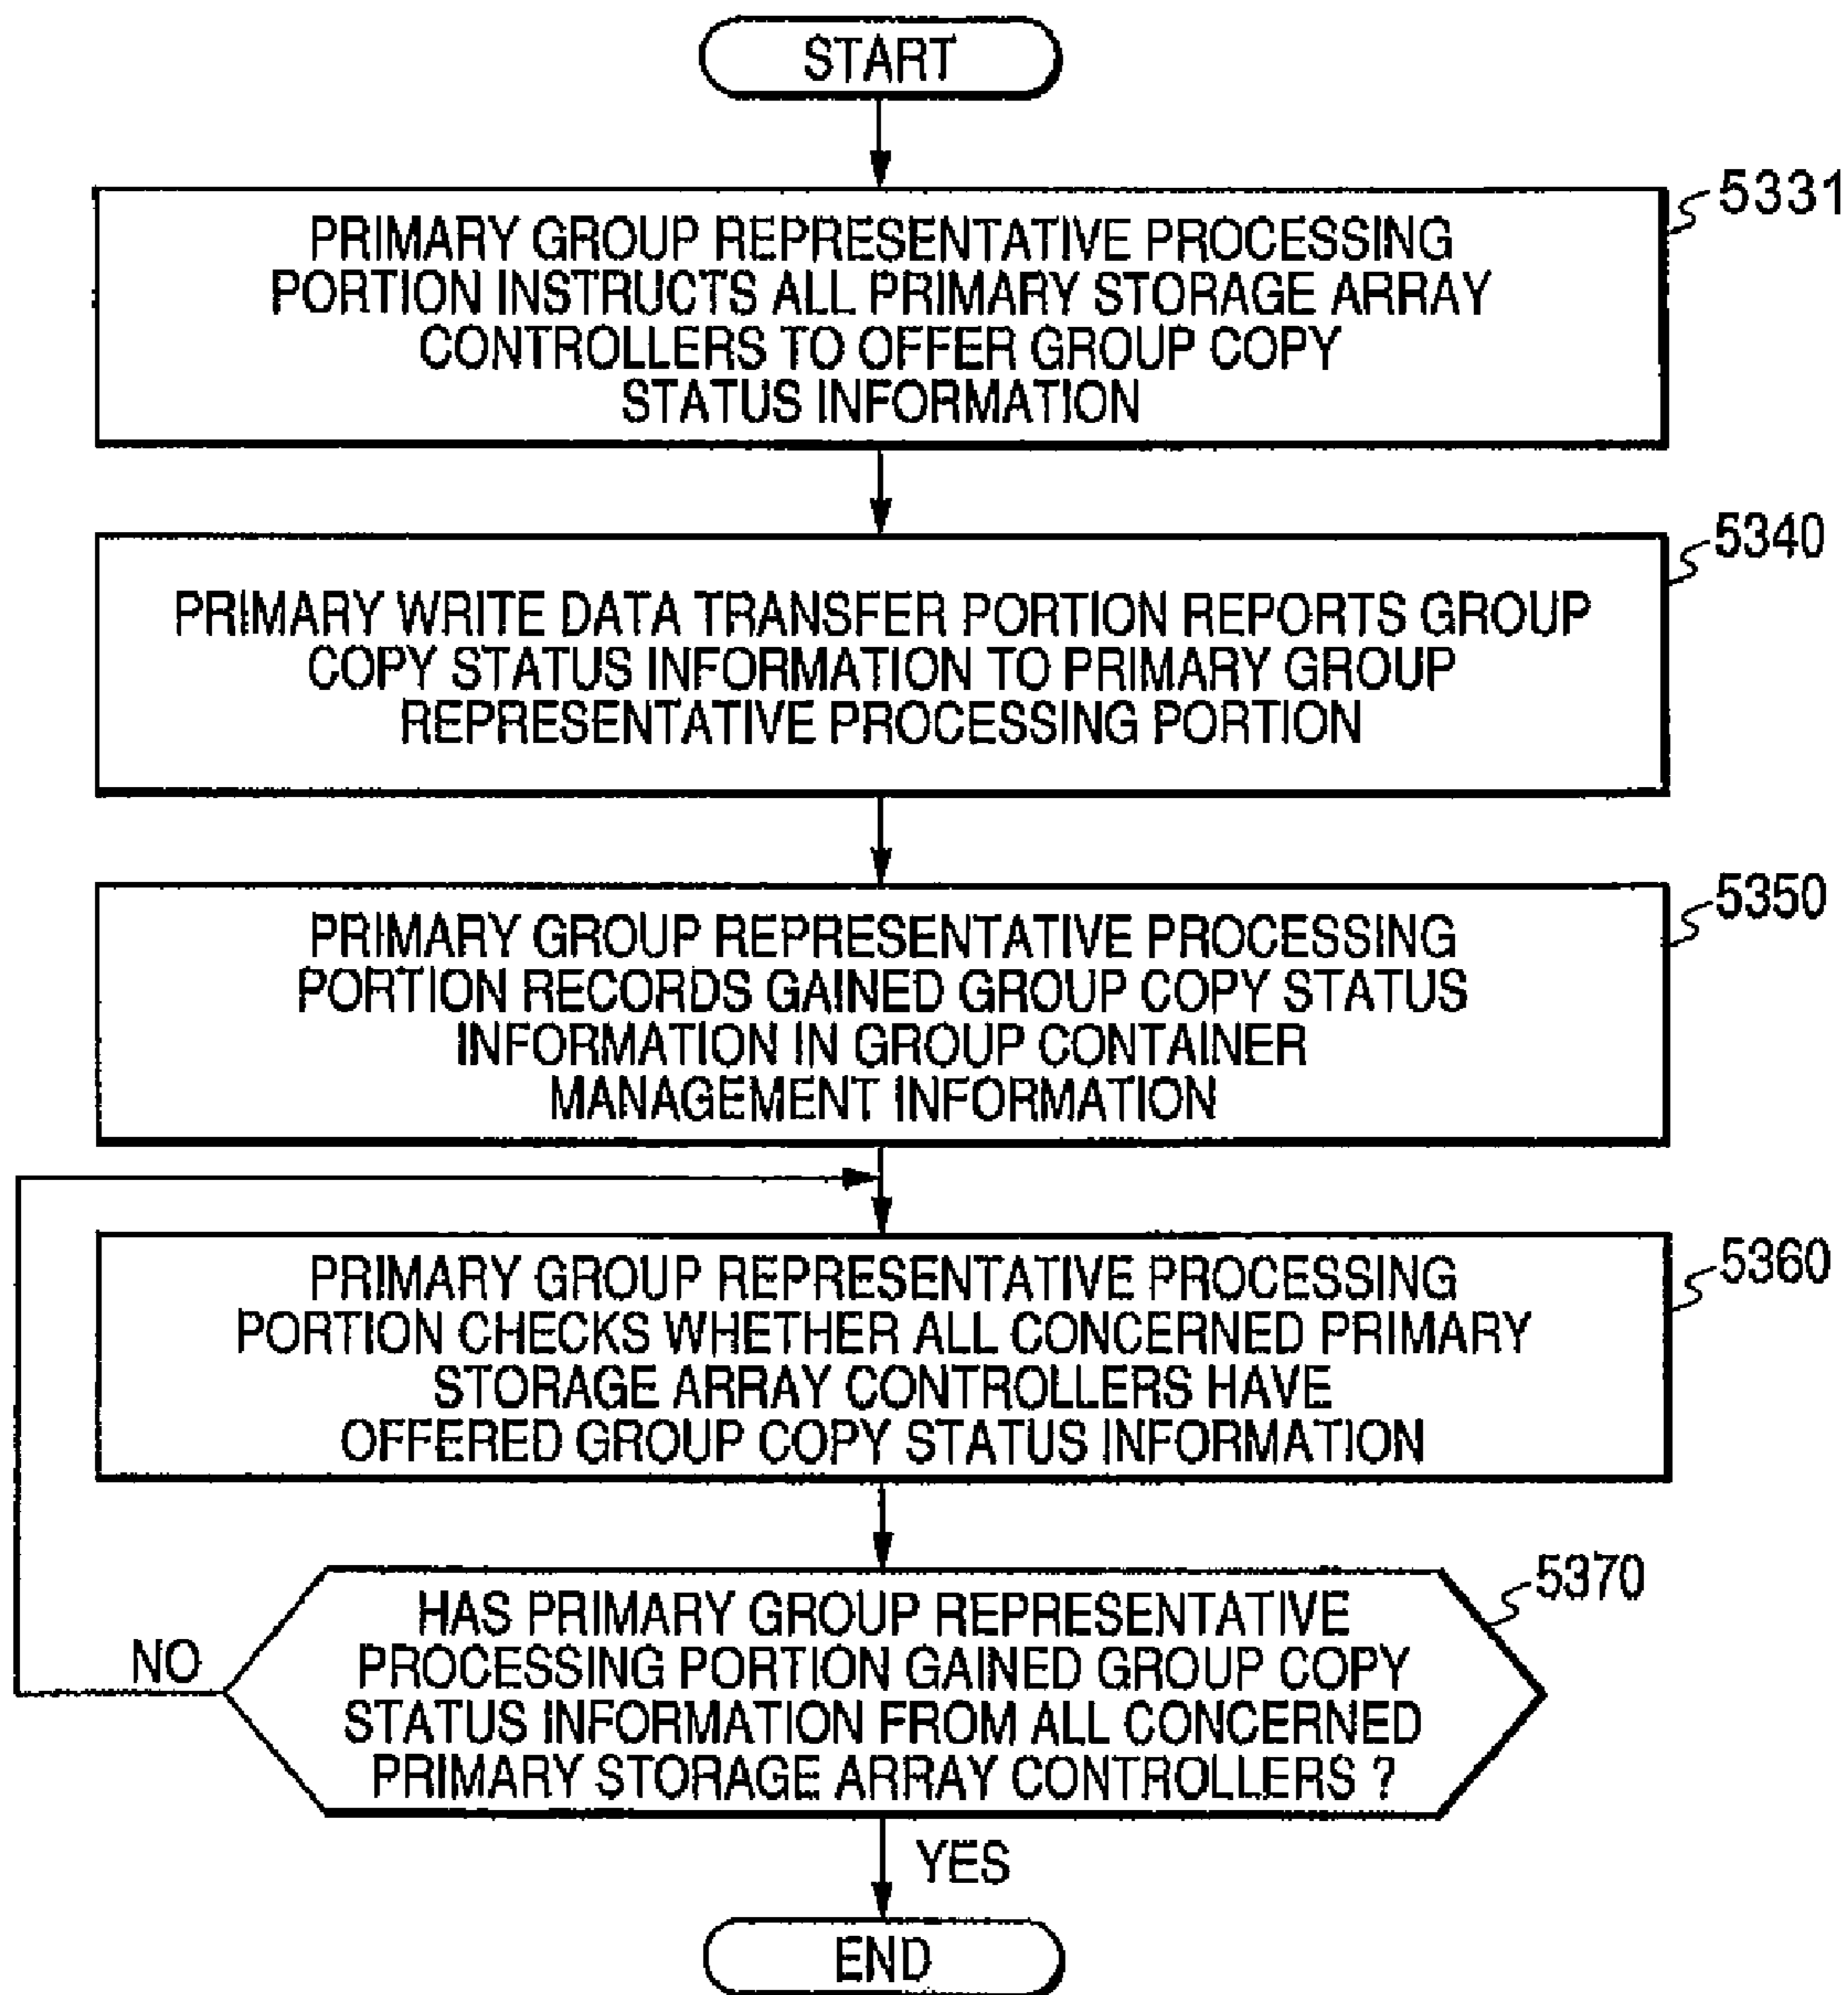 START
5331
PRIMARY GROUP REPRESENTATIVE PROCESSING
PORTION INSTRUCTS ALL PRIMARY STORAGE ARRAY
CONTROLLERS TO OFFER GROUP COPY
STATUS INFORMATION
5340
PRIMARY WRITE DATA TRANSFER PORTION REPORTS GROUP
COPY STATUS INFORMATION TO PRIMARY GROUP
REPRESENTATIVE PROCESSING PORTION
5350
PRIMARY GROUP REPRESENTATIVE PROCESSING
PORTION RECORDS GAINED GROUP COPY STATUS
INFORMATION IN GROUP CONTAINER
MANAGEMENT INFORMATION
5360
PRIMARY GROUP REPRESENTATIVE PROCESSING
PORTION CHECKS WHETHER ALL CONCERNED PRIMARY
STORAGE ARRAY CONTROLLERS HAVE
OFFERED GROUP COPY STATUS INFORMATION
5370
HAS PRIMARY GROUP REPRESENTATIVE
PROCESSING PORTION GAINED GROUP COPY
STATUS INFORMATION FROM ALL CONCERNED
PRIMARY STORAGE ARRAY CONTROLLERS ?
NO
YES
END